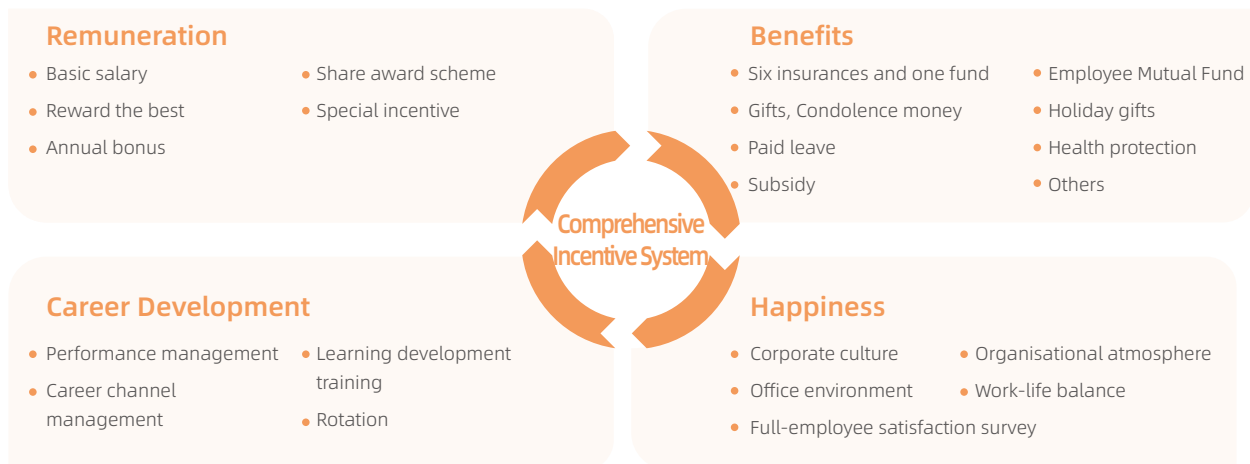 Remuneration
Basic salary
Reward the best
Annual bonus
Share award scheme
Special incentive
Benefits
Six insurances and one fund
Gifts, Condolence money
Paid leave
Subsidy
Employee Mutual Fund
Holiday gifts
Health protection
Others
Comprehensive
Incentive System
Career Development
Performance management
Career channel
management
Learning development
training
Rotation
Happiness
Corporate culture
Office environment
Full-employee satisfaction survey
Organisational atmosphere
Work-life balance